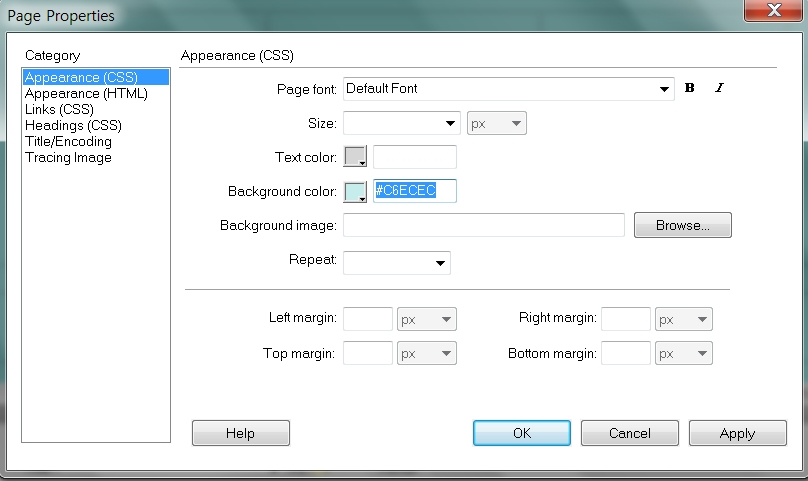 Page Properties
Category
Appearance (CSS)
Appearance (HTML)
Links (CSS)
Headings (CSS)
Title/Encoding
Tracing Image
Appearance (CSS)
Page font: Default Font B I
Size: px
Text color:
Background color: #C6ECEC
Background image: Browse...
Repeat:
Left margin: px Right margin: px
Top margin: px Bottom margin: px
Help OK Cancel Apply